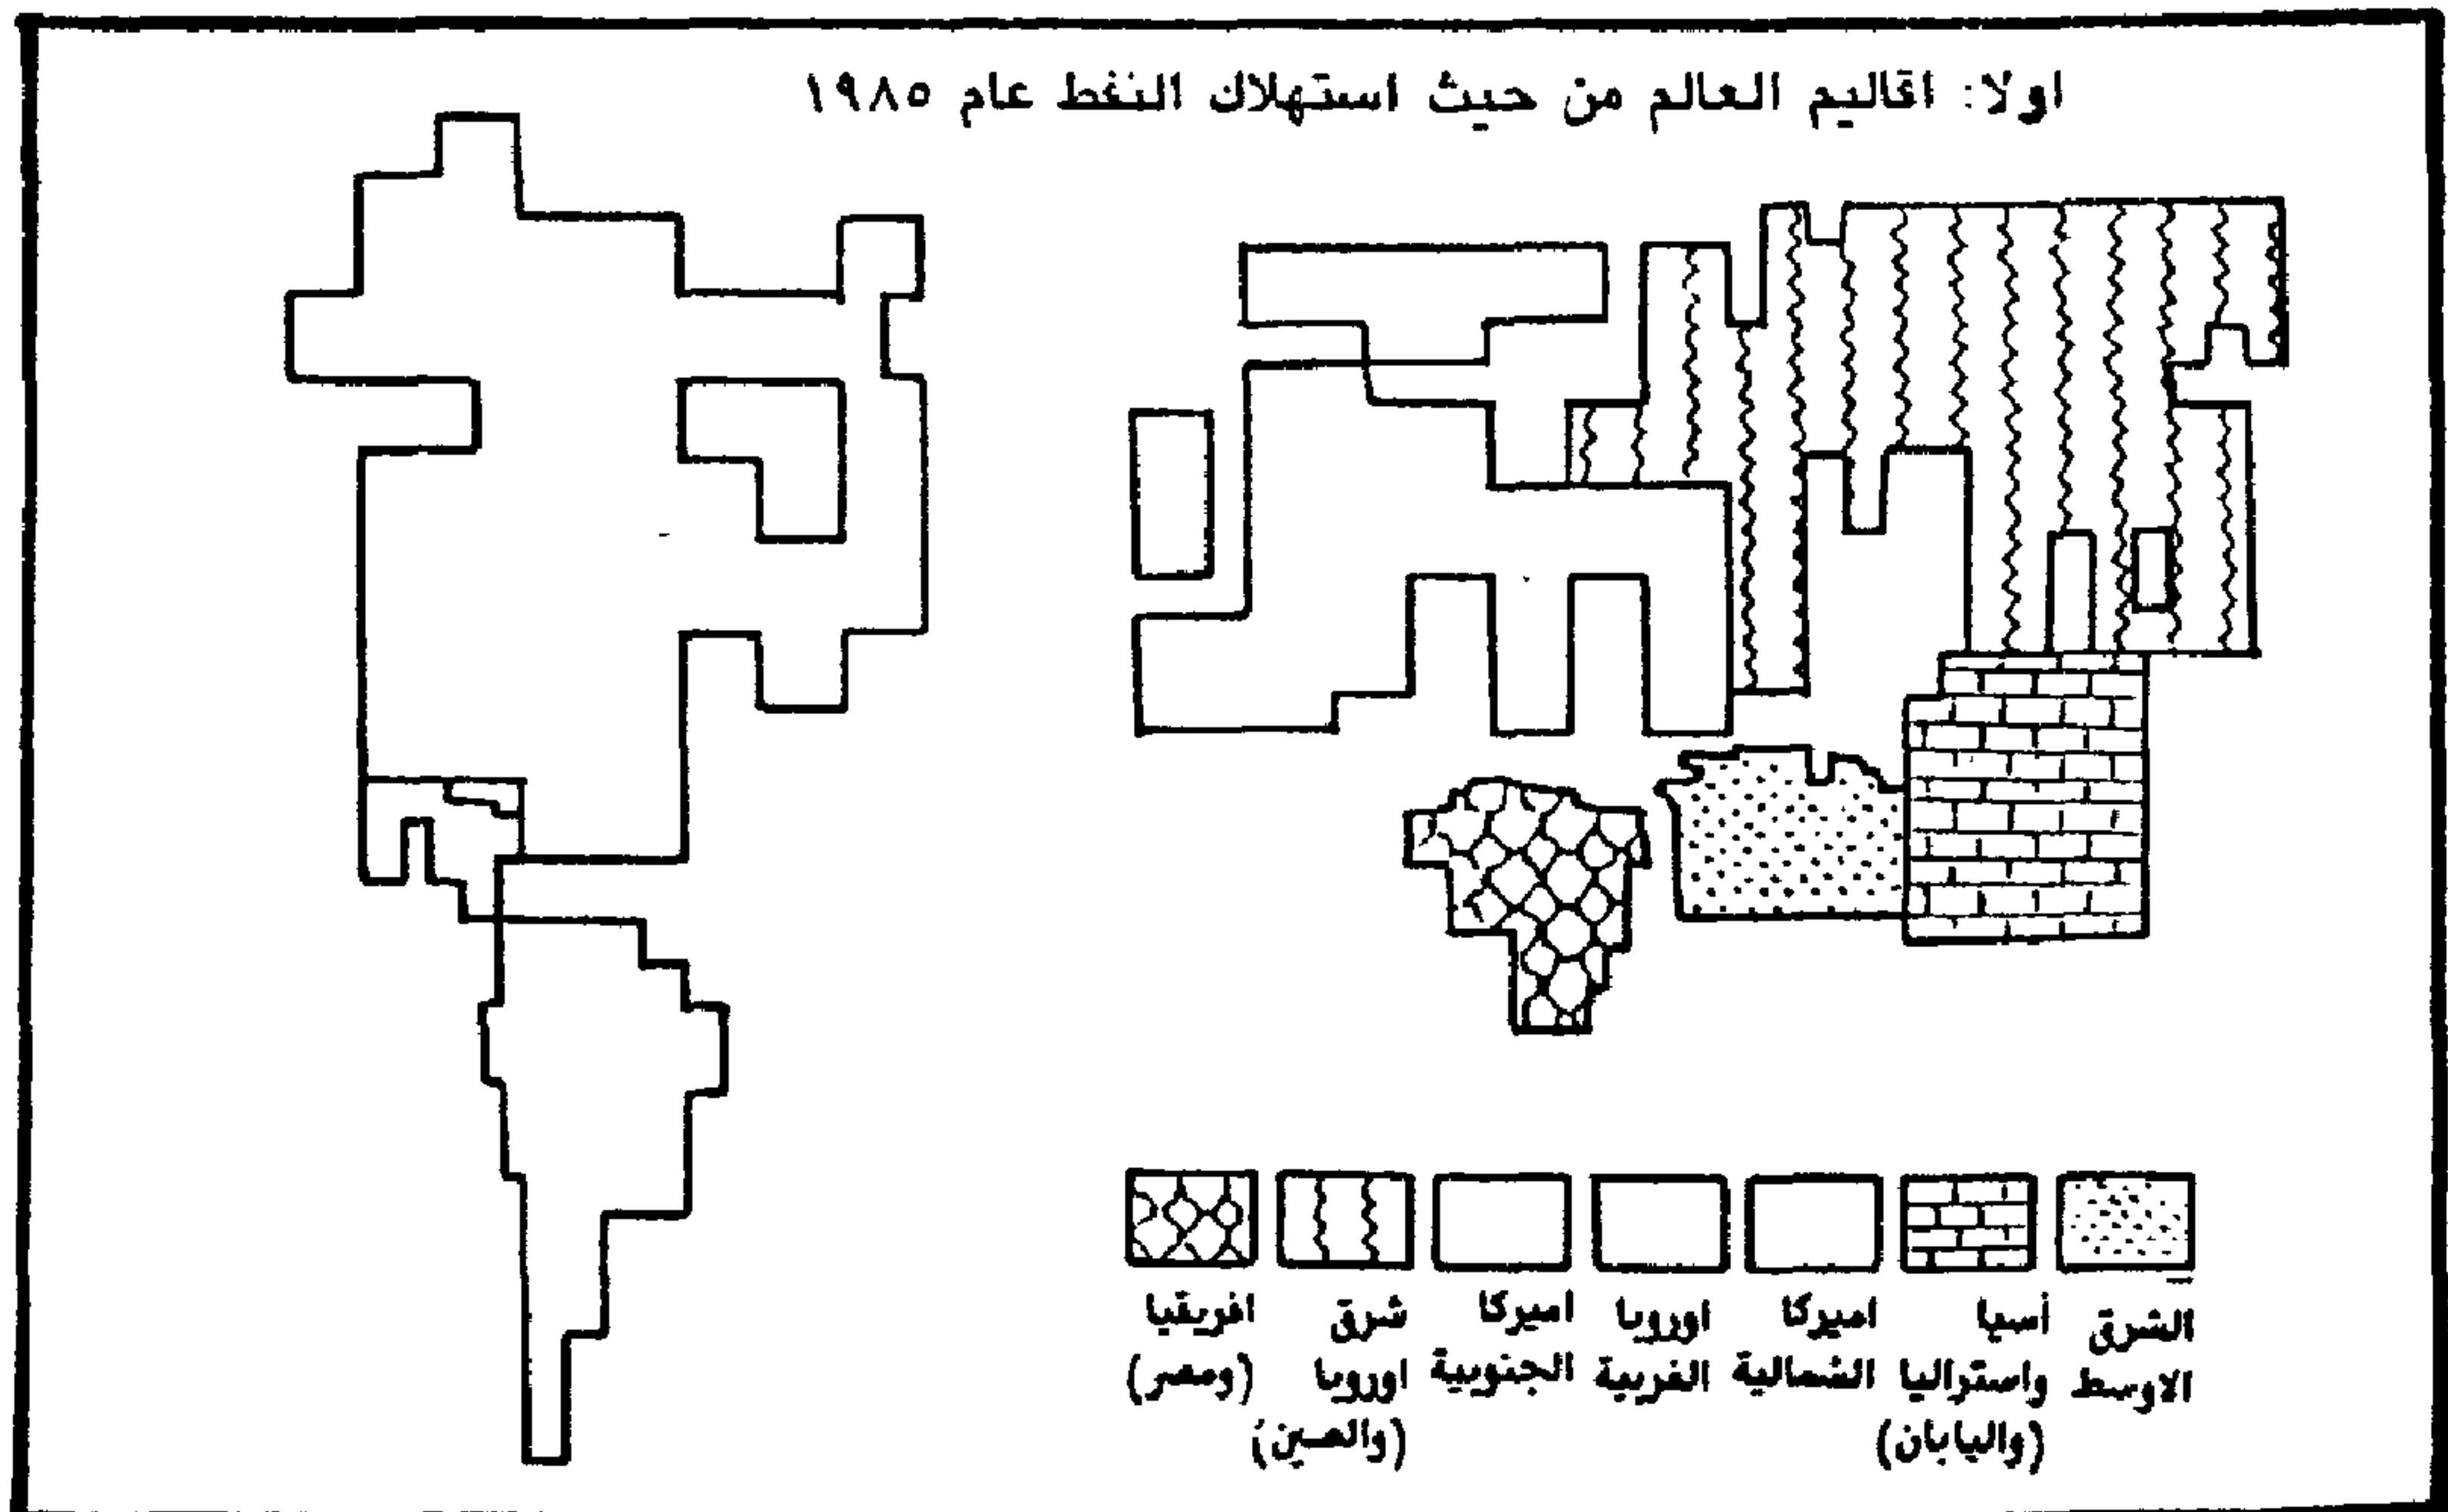 اولا: اقاليم العالم من حيث استهلاك النفط عام ١٩٨٥
الشرق
الاوسط
أسيا
واستراليا
(واليابان)
اميركا
الشمالية
اوروبا
الغربية
اميركا
الجنوبية
شرق
اوروبا
(والصين)
افريقيا
(ومصر)